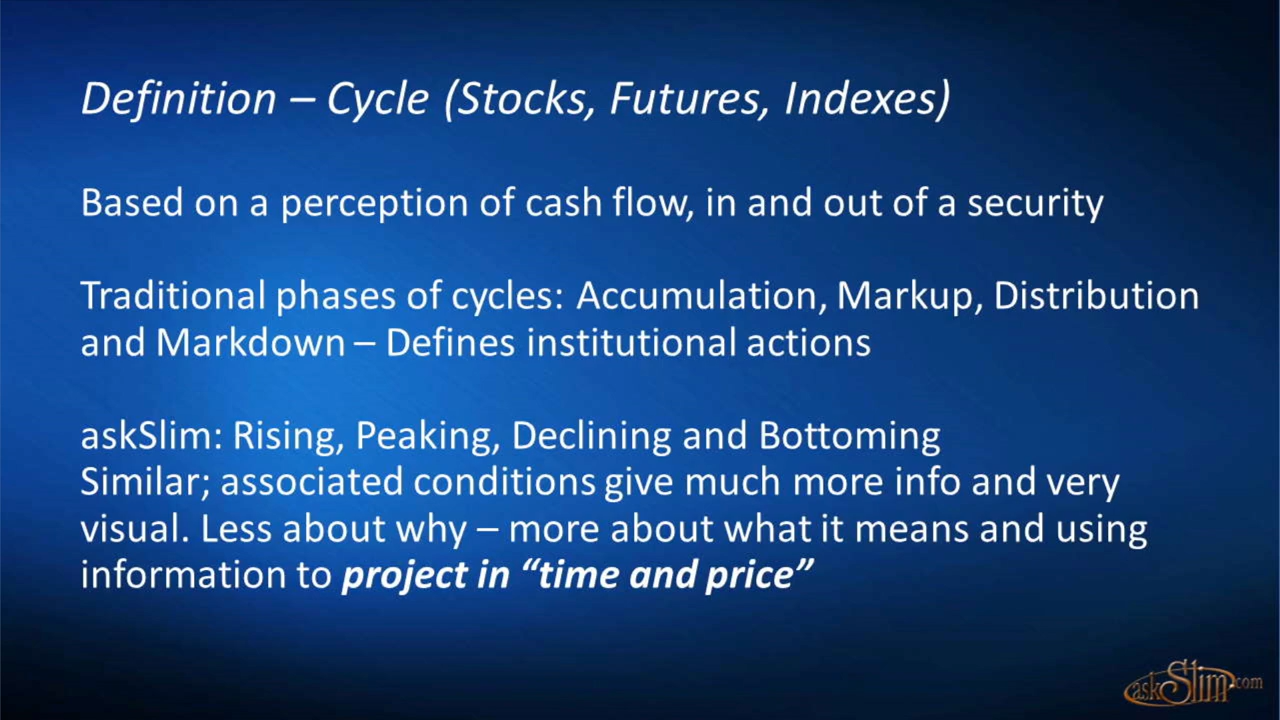 Definition – Cycle (Stocks, Futures, Indexes)
Based on a perception of cash flow, in and out of a security
Traditional phases of cycles: Accumulation, Markup, Distribution
and Markdown – Defines institutional actions
askSlim: Rising, Peaking, Declining and Bottoming
Similar; associated conditions give much more info and very
visual. Less about why – more about what it means and using
information to project in “time and price”
askSlim.com